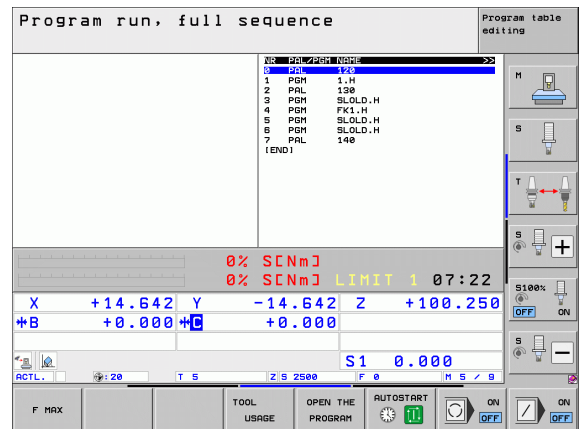 Program run, full sequence
Program table
editing
NR PAL/PGM NAME >>
0 PAL 120
1 PGM 1.H
2 PAL 130
3 PGM SLOLD.H
4 PGM FK1.H
5 PGM SLOLD.H
6 PGM SLOLD.H
7 PAL 140
[END]
M
S
T
S
S100%
OFF ON
S
0% S[Nm]
0% S[Nm] LIMIT 1 07:22
X +14.642 Y -14.642 Z +100.250
B +0.000 C +0.000
S1 0.000
ACTL. : 20 T 5 Z S 2500 F 0 M 5 / 9
F MAX
TOOL
USAGE
OPEN THE
PROGRAM
AUTOSTART
ON
OFF
ON
OFF